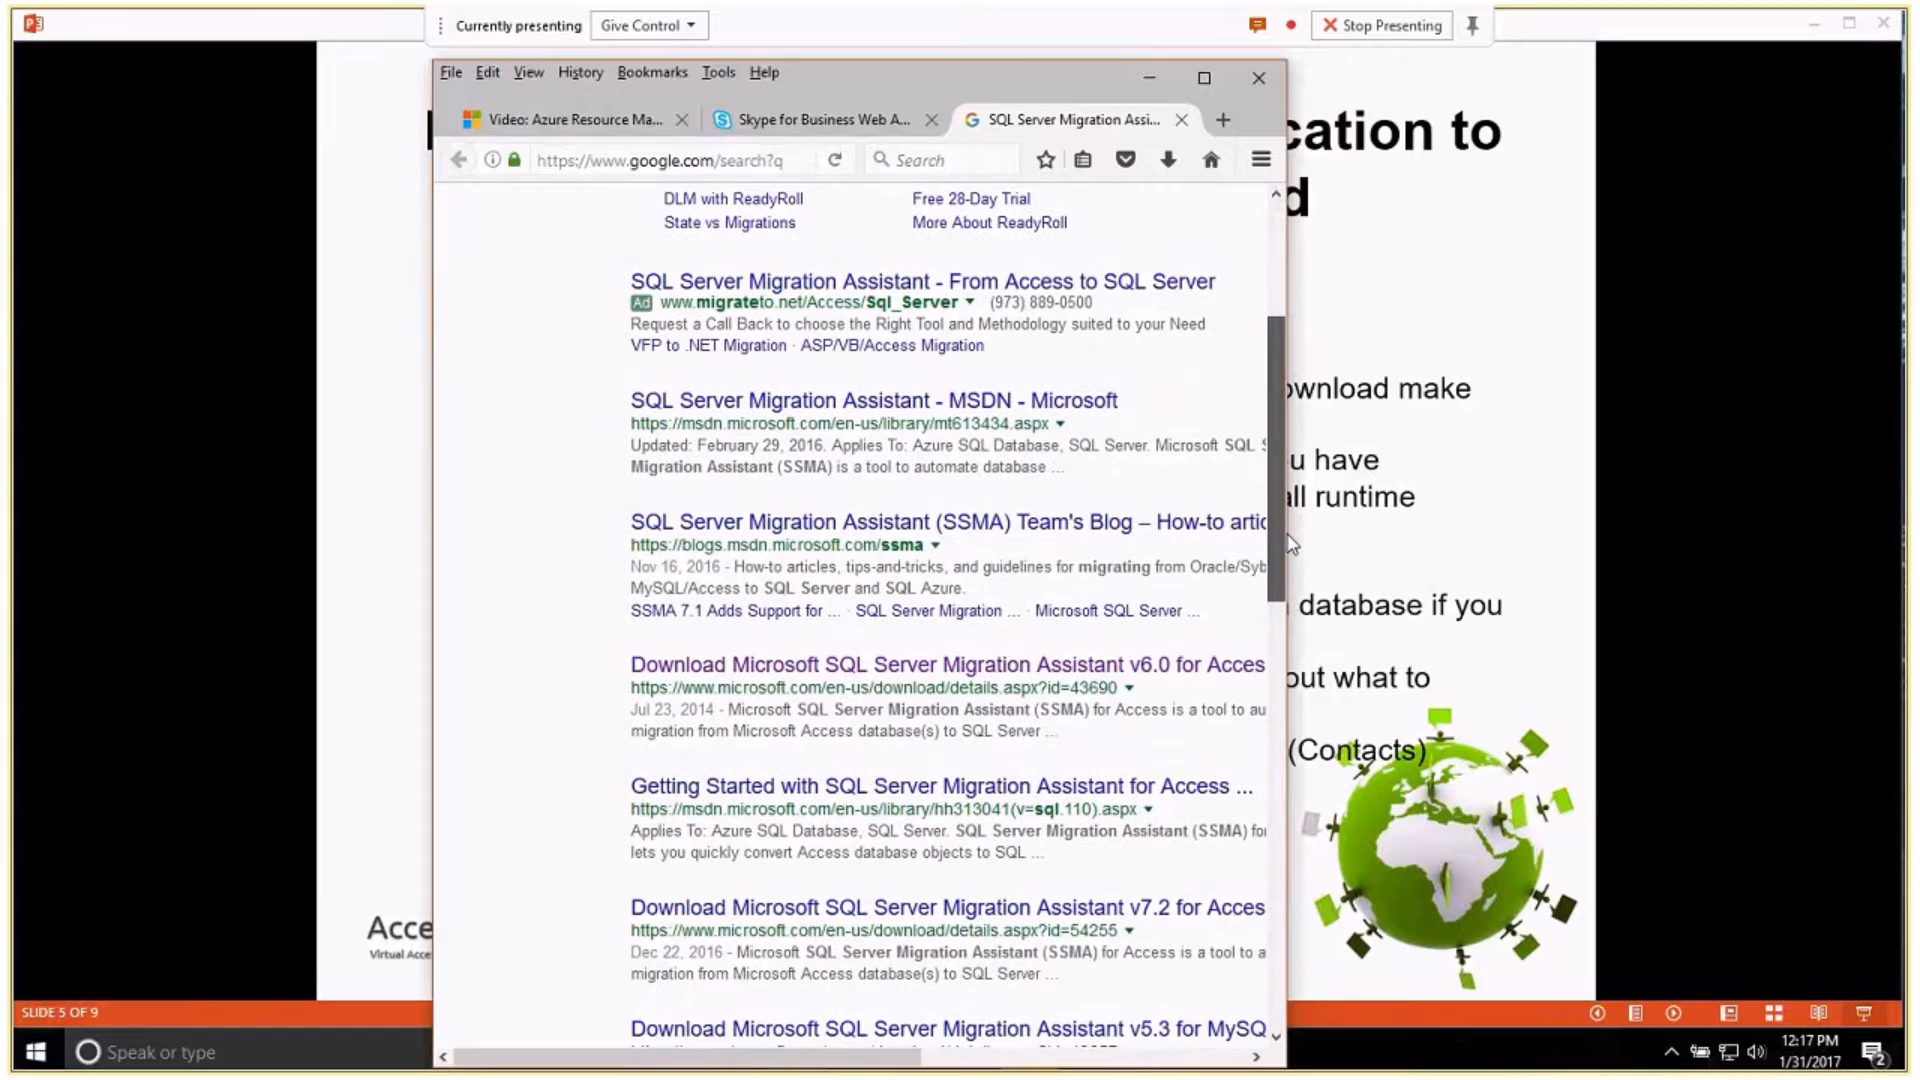 Currently presenting
Give Control
Stop Presenting
File Edit View History Bookmarks Tools Help
Video: Azure Resource Ma...
Skype for Business Web A...
SQL Server Migration Assi...
https://www.google.com/search?q
Search
DLM with ReadyRoll
Free 28-Day Trial
State vs Migrations
More About ReadyRoll
SQL Server Migration Assistant - From Access to SQL Server
Ad www.migrateto.net/Access/Sql_Server (973) 889-0500
Request a Call Back to choose the Right Tool and Methodology suited to your Need
VFP to .NET Migration · ASP/VB/Access Migration
SQL Server Migration Assistant - MSDN - Microsoft
https://msdn.microsoft.com/en-us/library/mt613434.aspx
Updated: February 29, 2016. Applies To: Azure SQL Database, SQL Server. Microsoft SQL S
Migration Assistant (SSMA) is a tool to automate database ...
SQL Server Migration Assistant (SSMA) Team's Blog – How-to artic
https://blogs.msdn.microsoft.com/ssma
Nov 16, 2016 - How-to articles, tips-and-tricks, and guidelines for migrating from Oracle/Syb
MySQL/Access to SQL Server and SQL Azure.
SSMA 7.1 Adds Support for ... · SQL Server Migration ... · Microsoft SQL Server ...
Download Microsoft SQL Server Migration Assistant v6.0 for Acces
https://www.microsoft.com/en-us/download/details.aspx?id=43690
Jul 23, 2014 - Microsoft SQL Server Migration Assistant (SSMA) for Access is a tool to au
migration from Microsoft Access database(s) to SQL Server ...
Getting Started with SQL Server Migration Assistant for Access ...
https://msdn.microsoft.com/en-us/library/hh313041(v=sql.110).aspx
Applies To: Azure SQL Database, SQL Server. SQL Server Migration Assistant (SSMA) fo
lets you quickly convert Access database objects to SQL ...
Download Microsoft SQL Server Migration Assistant v7.2 for Acces
https://www.microsoft.com/en-us/download/details.aspx?id=54255
Dec 22, 2016 - Microsoft SQL Server Migration Assistant (SSMA) for Access is a tool to a
migration from Microsoft Access database(s) to SQL Server ...
Download Microsoft SQL Server Migration Assistant v5.3 for MySQ
cation to
d
ownload make
u have
all runtime
database if you
out what to
(Contacts)
Acce
Virtual Acce
SLIDE 5 OF 9
Speak or type
12:17 PM
1/31/2017
2